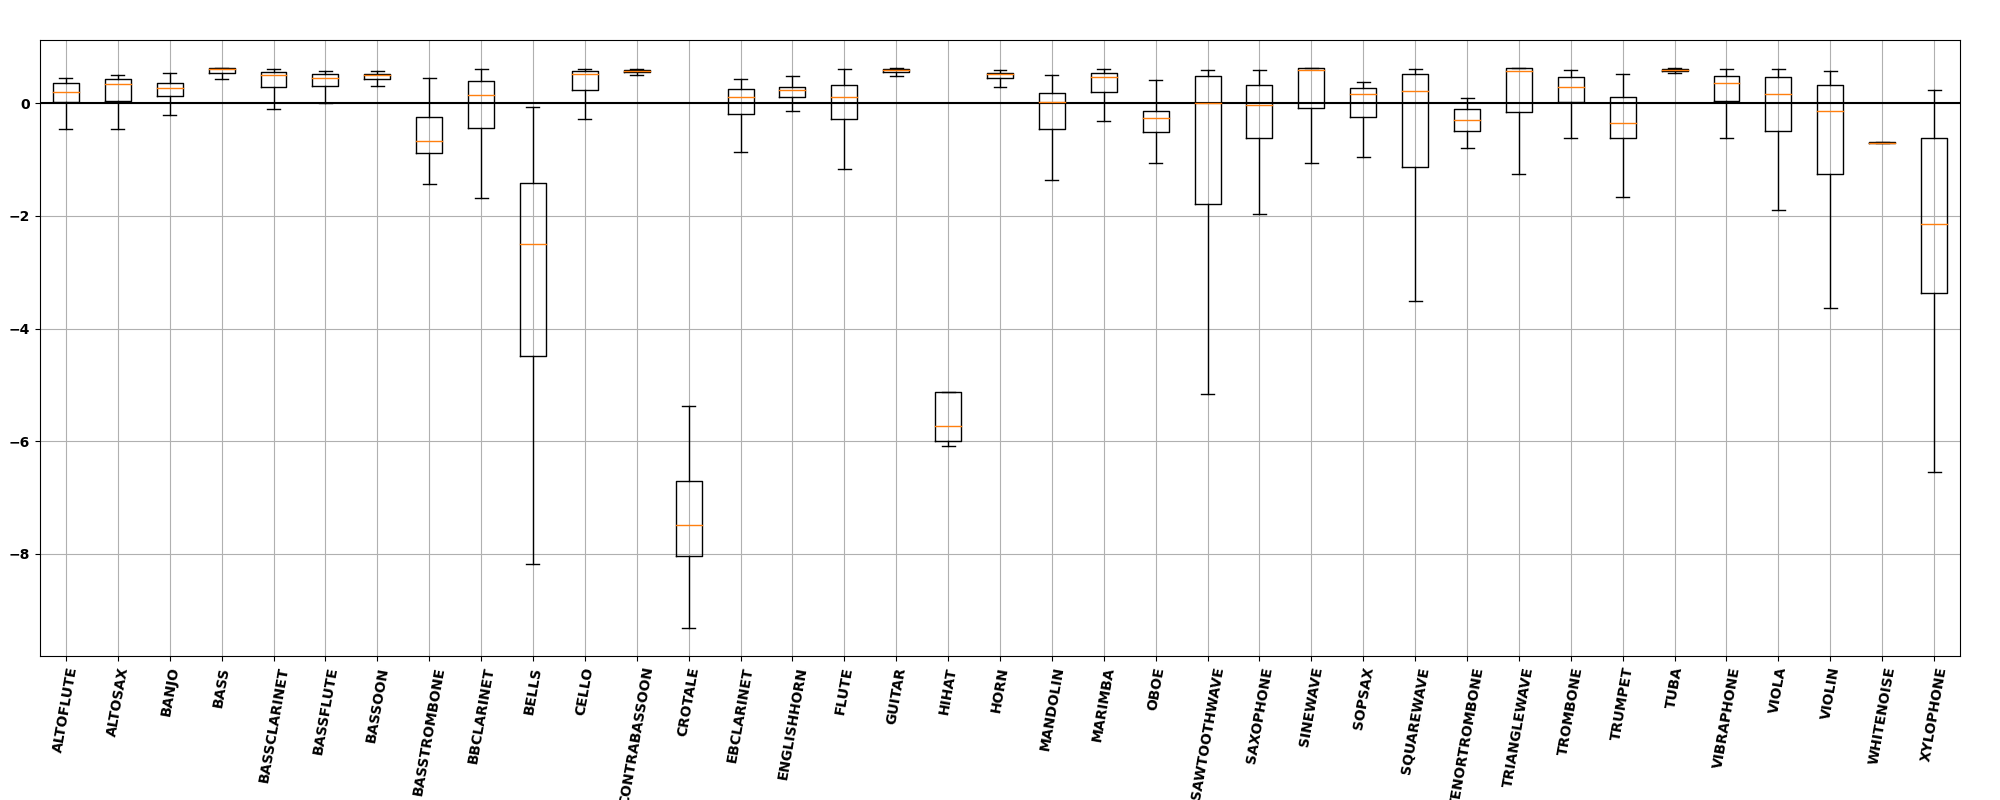 0
−2
−4
−6
−8
ALTOFLUTE
ALTOSAX
BANJO
BASS
BASSCLARINET
BASSFLUTE
BASSOON
BASSTROMBONE
BBCLARINET
BELLS
CELLO
CONTRABASSOON
CROTALE
EBCLARINET
ENGLISHHORN
FLUTE
GUITAR
HIHAT
HORN
MANDOLIN
MARIMBA
OBOE
SAWTOOTHWAVE
SAXOPHONE
SINEWAVE
SOPSAX
SQUAREWAVE
TENORTROMBONE
TRIANGLEWAVE
TROMBONE
TRUMPET
TUBA
VIBRAPHONE
VIOLA
VIOLIN
WHITENOISE
XYLOPHONE